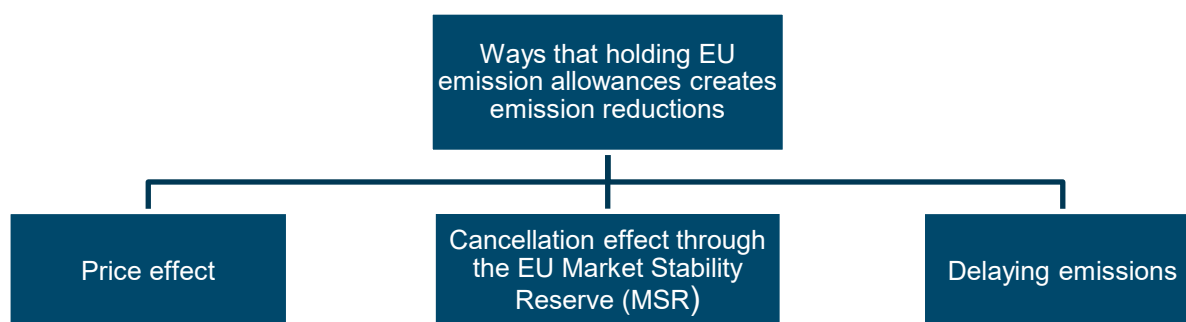 Ways that holding EU
emission allowances creates
emission reductions
Price effect
Cancellation effect through
the EU Market Stability
Reserve (MSR)
Delaying emissions